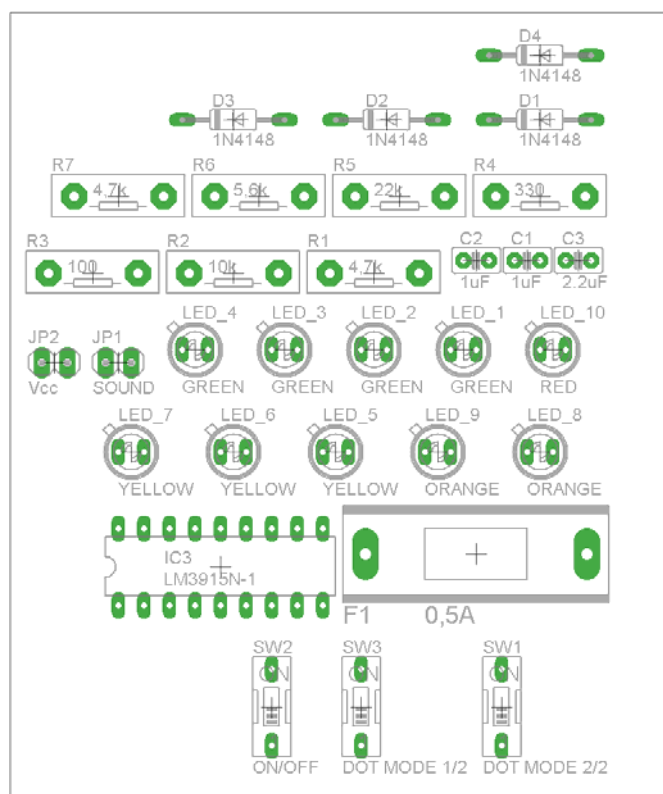 D4
1N4148
D3 D2 D1
1N4148 1N4148 1N4148
R7 R6 R5 R4
4,7k 5,6k 22k 330
R3 R2 R1 C2 C1 C3
100 10k 4,7k
1uF 1uF 2.2uF
LED_4 LED_3 LED_2 LED_1 LED_10
JP2 JP1
Vcc SOUND GREEN GREEN GREEN GREEN RED
LED_7 LED_6 LED_5 LED_9 LED_8
YELLOW YELLOW YELLOW ORANGE ORANGE
IC3
LM3915N-1
F1 0,5A
SW2 SW3 SW1
ON ON ON
ON/OFF DOT MODE 1/2 DOT MODE 2/2